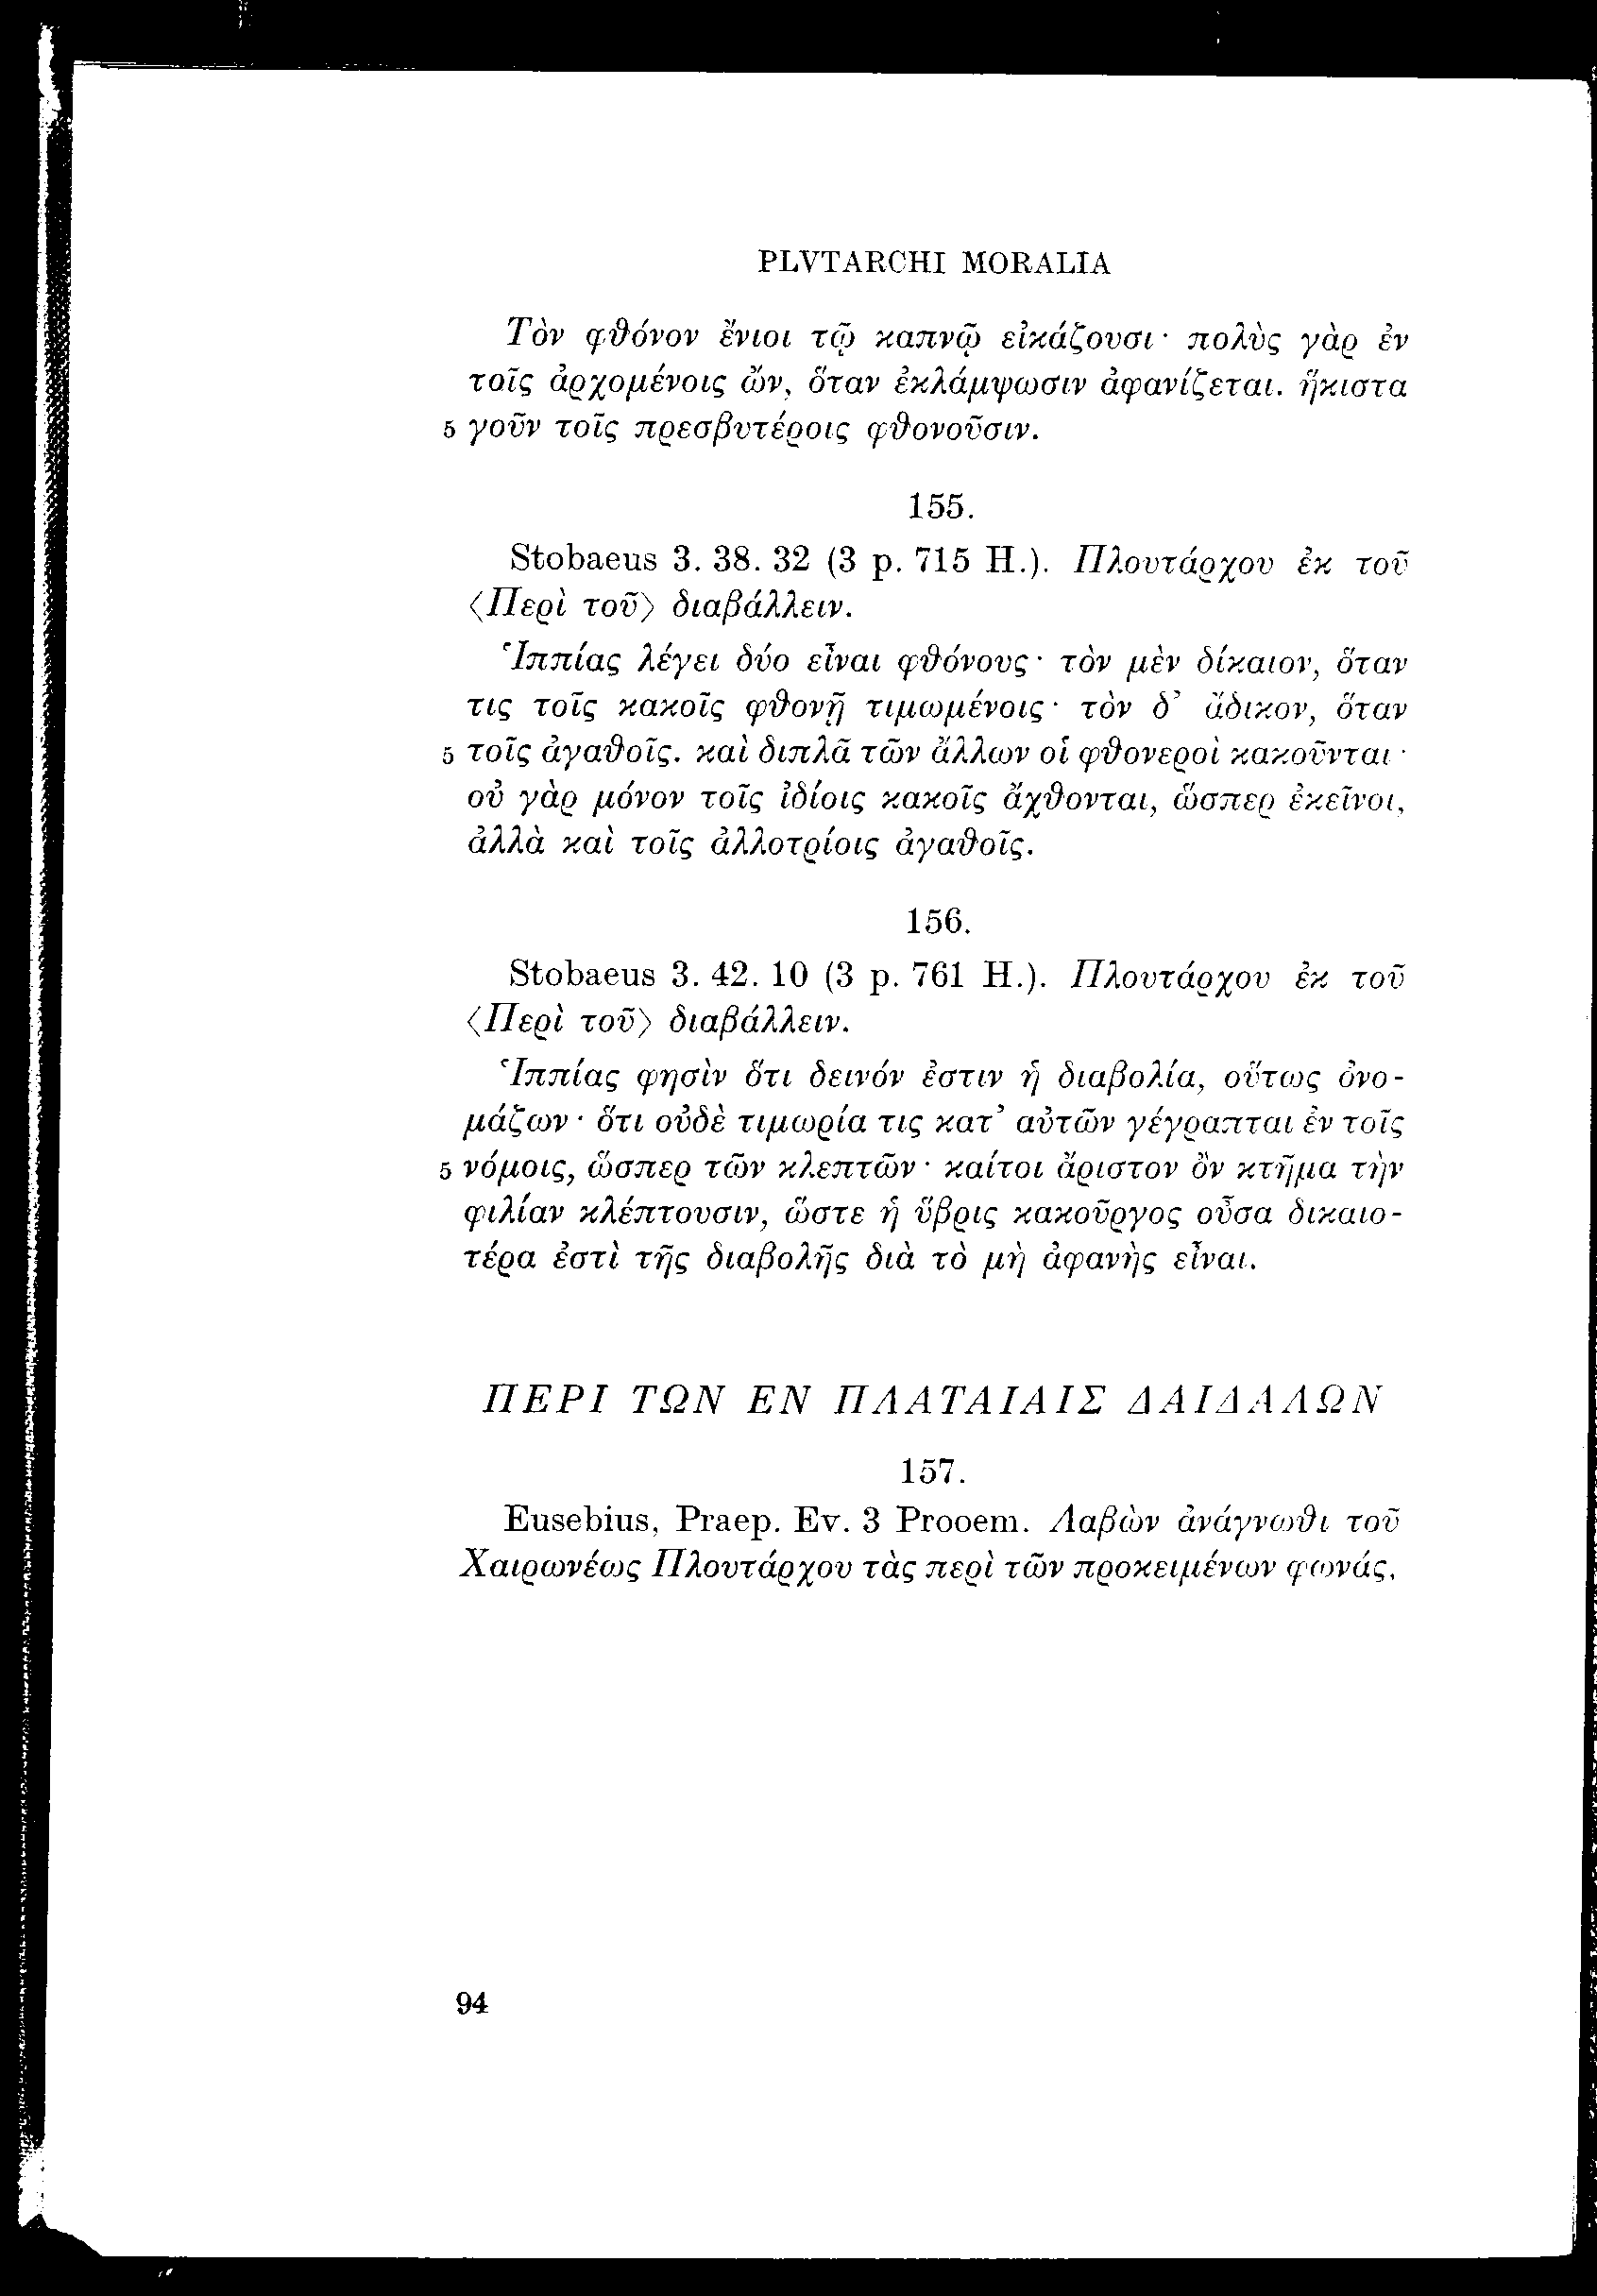 PLVTARCHI MORALIA
Τὸν φθόνον ἔνιοι τῷ καπνῷ εἰκάζουσι· πολὺς γὰρ ἐν
τοῖς ἀρχομένοις ὤν, ὅταν ἐκλάμψωσιν ἀφανίζεται. ἥκιστα
5 γοῦν τοῖς πρεσβυτέροις φθονοῦσιν.
155.
Stobaeus 3. 38. 32 (3 p. 715 H.). Πλουτάρχου ἐκ τοῦ
〈Περὶ τοῦ〉 διαβάλλειν.
Ἱππίας λέγει δύο εἶναι φθόνους· τὸν μὲν δίκαιον, ὅταν
τις τοῖς κακοῖς φθονῇ τιμωμένοις· τὸν δ’ ἄδικον, ὅταν
5 τοῖς ἀγαθοῖς. καὶ διπλᾶ τῶν ἄλλων οἱ φθονεροὶ κακοῦνται·
οὐ γὰρ μόνον τοῖς ἰδίοις κακοῖς ἄχθονται, ὥσπερ ἐκεῖνοι,
ἀλλὰ καὶ τοῖς ἀλλοτρίοις ἀγαθοῖς.
156.
Stobaeus 3. 42. 10 (3 p. 761 H.). Πλουτάρχου ἐκ τοῦ
〈Περὶ τοῦ〉 διαβάλλειν.
Ἱππίας φησὶν ὅτι δεινόν ἐστιν ἡ διαβολία, οὕτως ὀνο-
μάζων· ὅτι οὐδὲ τιμωρία τις κατ’ αὐτῶν γέγραπται ἐν τοῖς
5 νόμοις, ὥσπερ τῶν κλεπτῶν· καίτοι ἄριστον ὂν κτῆμα τὴν
φιλίαν κλέπτουσιν, ὥστε ἡ ὕβρις κακοῦργος οὖσα δικαιο-
τέρα ἐστὶ τῆς διαβολῆς διὰ τὸ μὴ ἀφανὴς εἶναι.
ΠΕΡΙ ΤΩΝ ΕΝ ΠΛΑΤΑΙΑΙΣ ΔΑΙΔΑΛΩΝ
157.
Eusebius, Praep. Ev. 3 Prooem. Λαβὼν ἀνάγνωθι τοῦ
Χαιρωνέως Πλουτάρχου τὰς περὶ τῶν προκειμένων φωνάς,
94